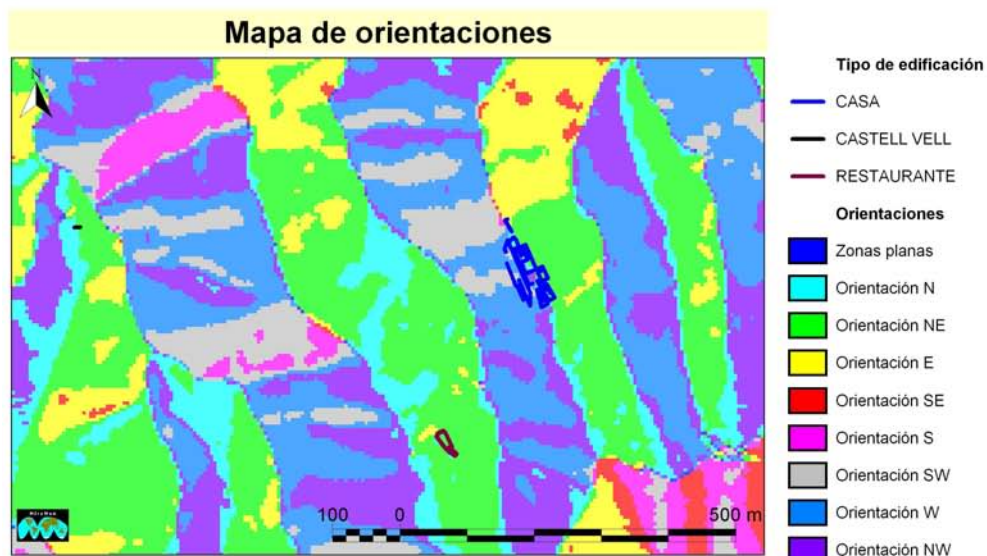 Mapa de orientaciones
N
Tipo de edificación
CASA
CASTELL VELL
RESTAURANTE
Orientaciones
Zonas planas
Orientación N
Orientación NE
Orientación E
Orientación SE
Orientación S
Orientación SW
Orientación W
Orientación NW
MiraMon
100 0 500 m